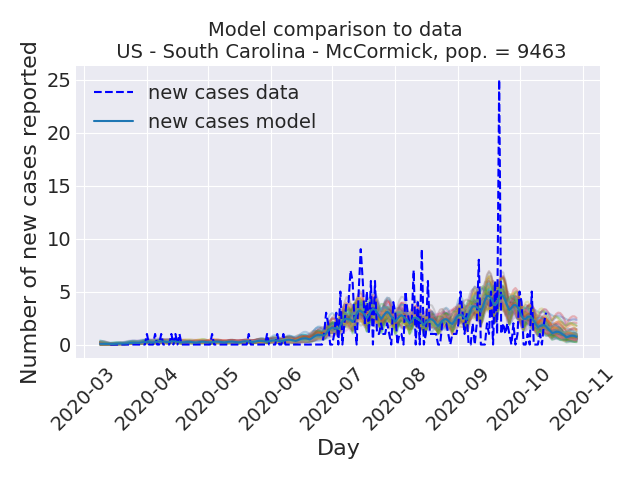 Model comparison to data
US - South Carolina - McCormick, pop. = 9463
Number of new cases reported
25
20
15
10
5
0
new cases data
new cases model
2020-03
2020-04
2020-05
2020-06
2020-07
2020-08
2020-09
2020-10
2020-11
Day